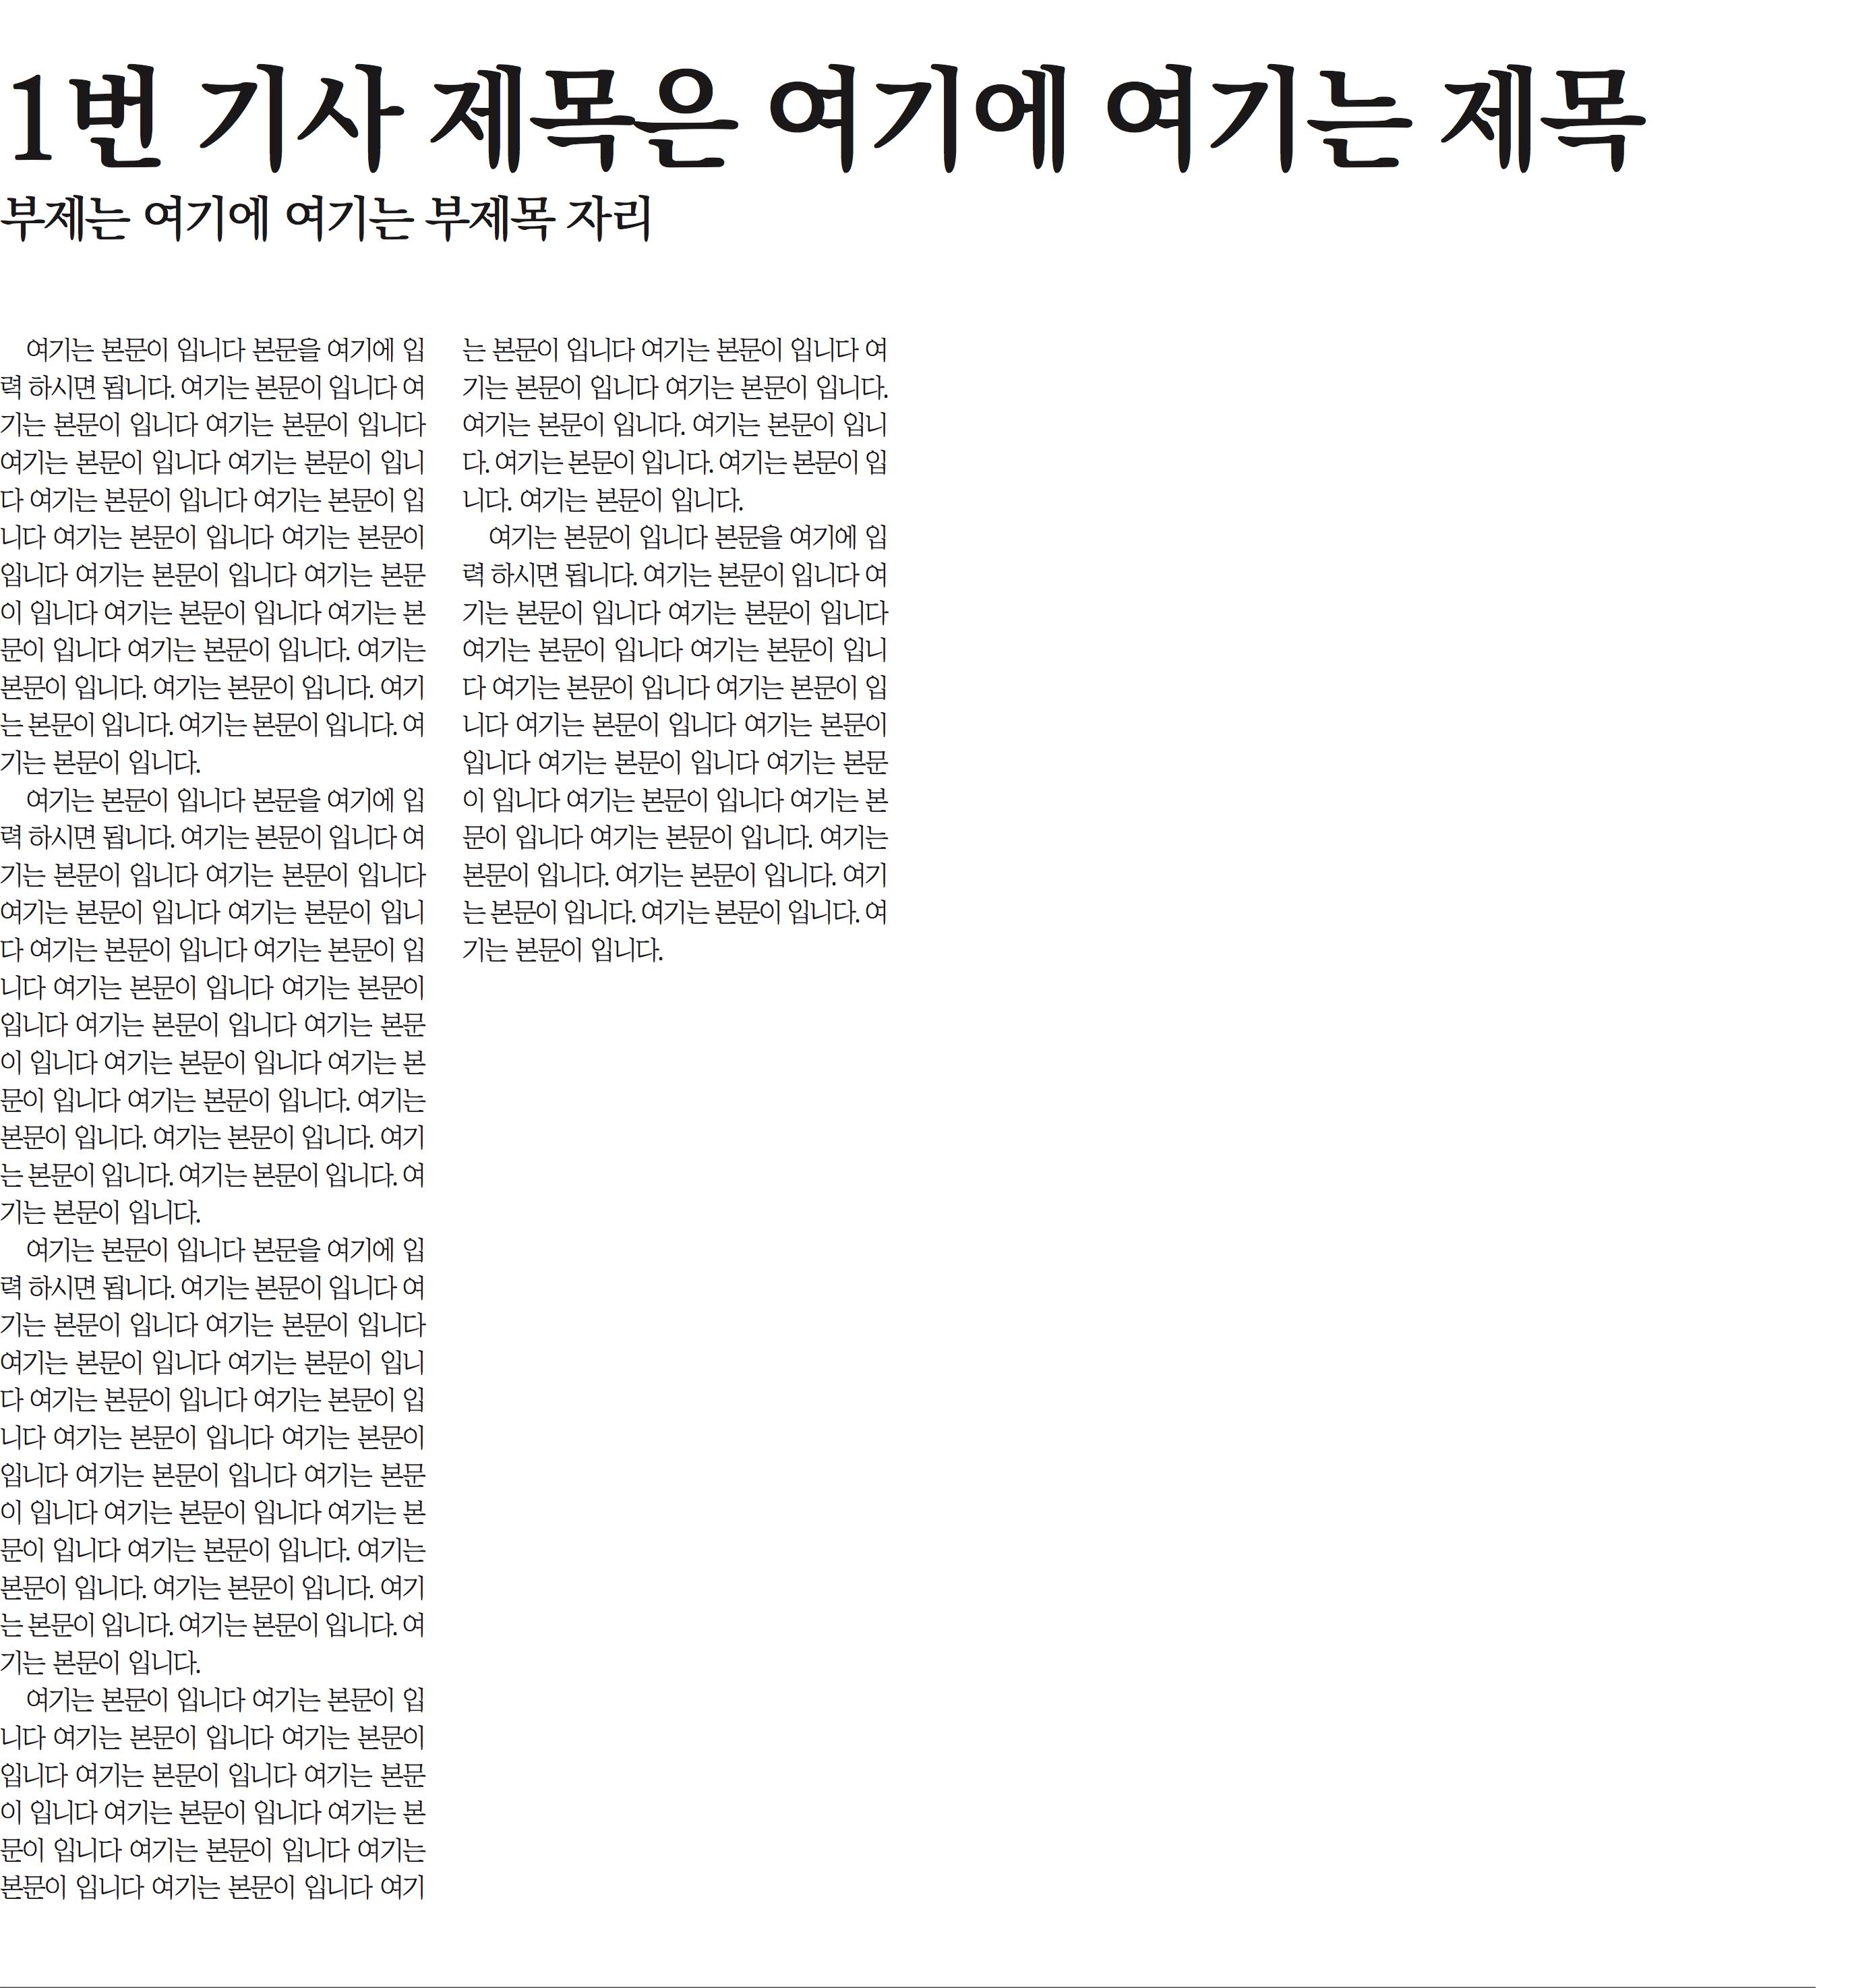 1번 기사 제목은 여기에 여기는 제목
부제는 여기에 여기는 부제목 자리
여기는 본문이 입니다 본문을 여기에 입
력 하시면 됩니다. 여기는 본문이 입니다 여
기는 본문이 입니다 여기는 본문이 입니다
여기는 본문이 입니다 여기는 본문이 입니
다 여기는 본문이 입니다 여기는 본문이 입
니다 여기는 본문이 입니다 여기는 본문이
입니다 여기는 본문이 입니다 여기는 본문
이 입니다 여기는 본문이 입니다 여기는 본
문이 입니다 여기는 본문이 입니다. 여기는
본문이 입니다. 여기는 본문이 입니다. 여기
는 본문이 입니다. 여기는 본문이 입니다. 여
기는 본문이 입니다.
여기는 본문이 입니다 본문을 여기에 입
력 하시면 됩니다. 여기는 본문이 입니다 여
기는 본문이 입니다 여기는 본문이 입니다
여기는 본문이 입니다 여기는 본문이 입니
다 여기는 본문이 입니다 여기는 본문이 입
니다 여기는 본문이 입니다 여기는 본문이
입니다 여기는 본문이 입니다 여기는 본문
이 입니다 여기는 본문이 입니다 여기는 본
문이 입니다 여기는 본문이 입니다. 여기는
본문이 입니다. 여기는 본문이 입니다. 여기
는 본문이 입니다. 여기는 본문이 입니다. 여
기는 본문이 입니다.
여기는 본문이 입니다 본문을 여기에 입
력 하시면 됩니다. 여기는 본문이 입니다 여
기는 본문이 입니다 여기는 본문이 입니다
여기는 본문이 입니다 여기는 본문이 입니
다 여기는 본문이 입니다 여기는 본문이 입
니다 여기는 본문이 입니다 여기는 본문이
입니다 여기는 본문이 입니다 여기는 본문
이 입니다 여기는 본문이 입니다 여기는 본
문이 입니다 여기는 본문이 입니다. 여기는
본문이 입니다. 여기는 본문이 입니다. 여기
는 본문이 입니다. 여기는 본문이 입니다. 여
기는 본문이 입니다.
여기는 본문이 입니다 여기는 본문이 입
니다 여기는 본문이 입니다 여기는 본문이
입니다 여기는 본문이 입니다 여기는 본문
이 입니다 여기는 본문이 입니다 여기는 본
문이 입니다 여기는 본문이 입니다 여기는
본문이 입니다 여기는 본문이 입니다 여기
는 본문이 입니다 여기는 본문이 입니다 여
기는 본문이 입니다 여기는 본문이 입니다.
여기는 본문이 입니다. 여기는 본문이 입니
다. 여기는 본문이 입니다. 여기는 본문이 입
니다. 여기는 본문이 입니다.
여기는 본문이 입니다 본문을 여기에 입
력 하시면 됩니다. 여기는 본문이 입니다 여
기는 본문이 입니다 여기는 본문이 입니다
여기는 본문이 입니다 여기는 본문이 입니
다 여기는 본문이 입니다 여기는 본문이 입
니다 여기는 본문이 입니다 여기는 본문이
입니다 여기는 본문이 입니다 여기는 본문
이 입니다 여기는 본문이 입니다 여기는 본
문이 입니다 여기는 본문이 입니다. 여기는
본문이 입니다. 여기는 본문이 입니다. 여기
는 본문이 입니다. 여기는 본문이 입니다. 여
기는 본문이 입니다.